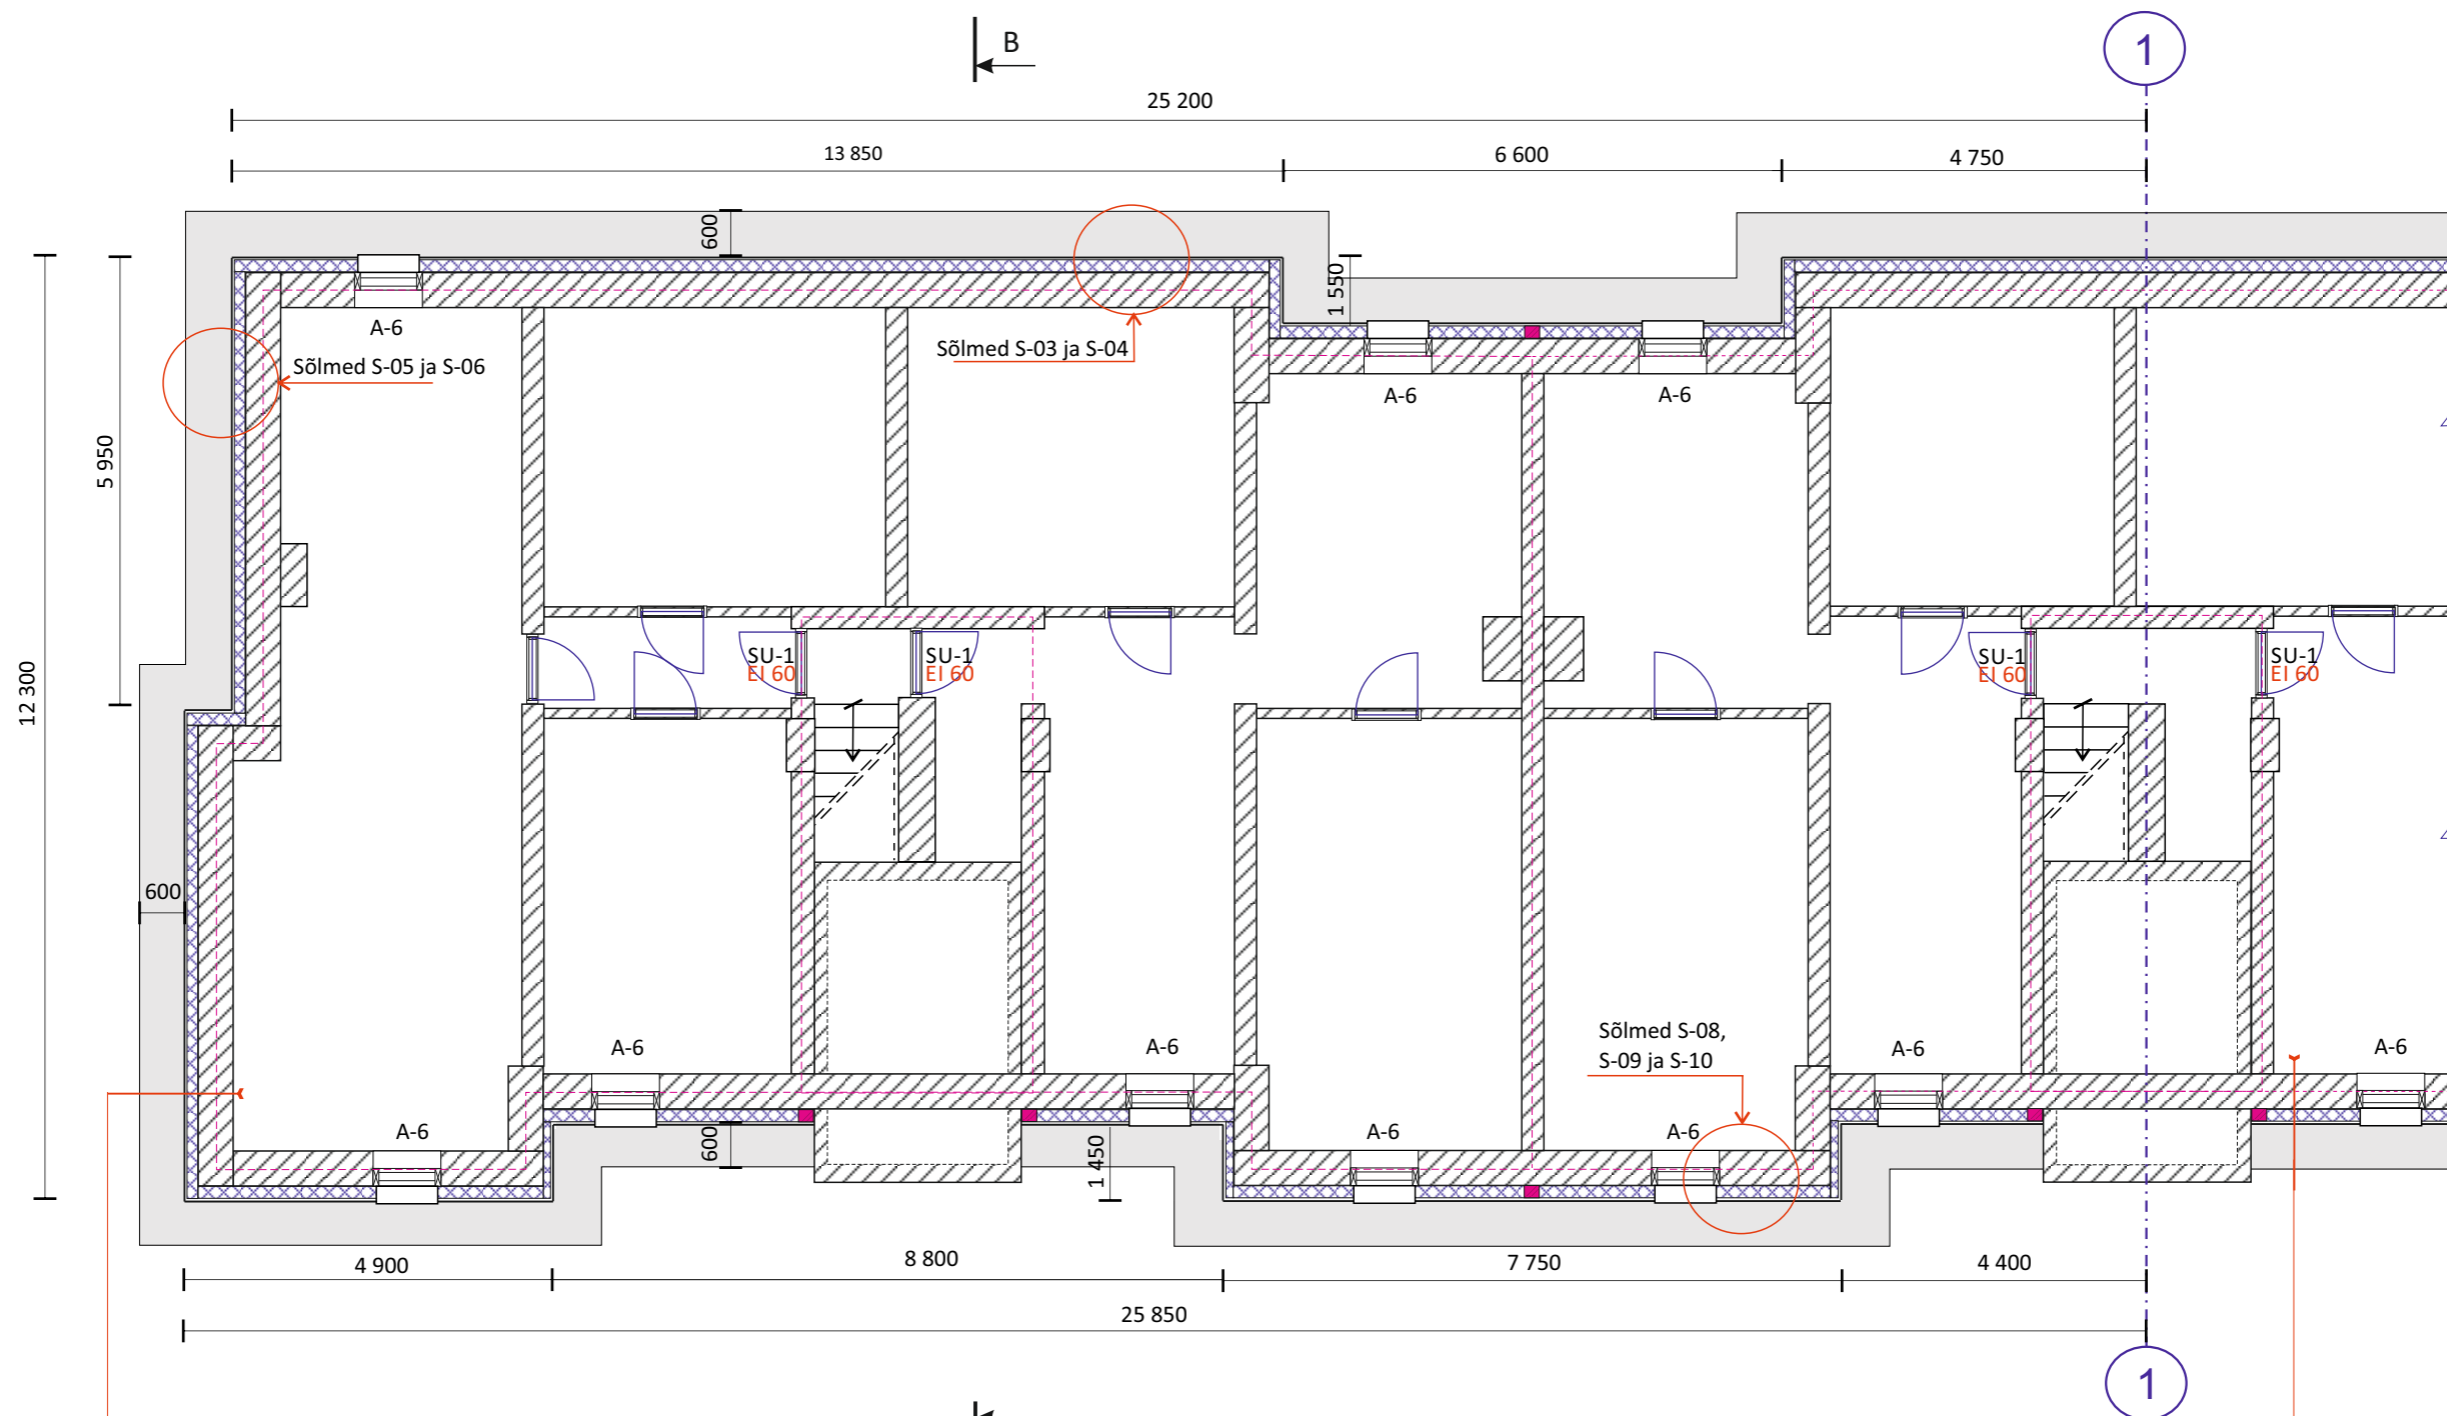 B
1
25 200
13 850
6 600
4 750
600
1 550
A-6
Sõlmed S-05 ja S-06
Sõlmed S-03 ja S-04
A-6
A-6
5 950
12 300
SU-1
EI 60
SU-1
EI 60
SU-1
EI 60
SU-1
EI 60
600
A-6
A-6
Sõlmed S-08,
S-09 ja S-10
A-6
A-6
A-6
600
1 450
A-6
A-6
4 900
8 800
7 750
4 400
25 850
1